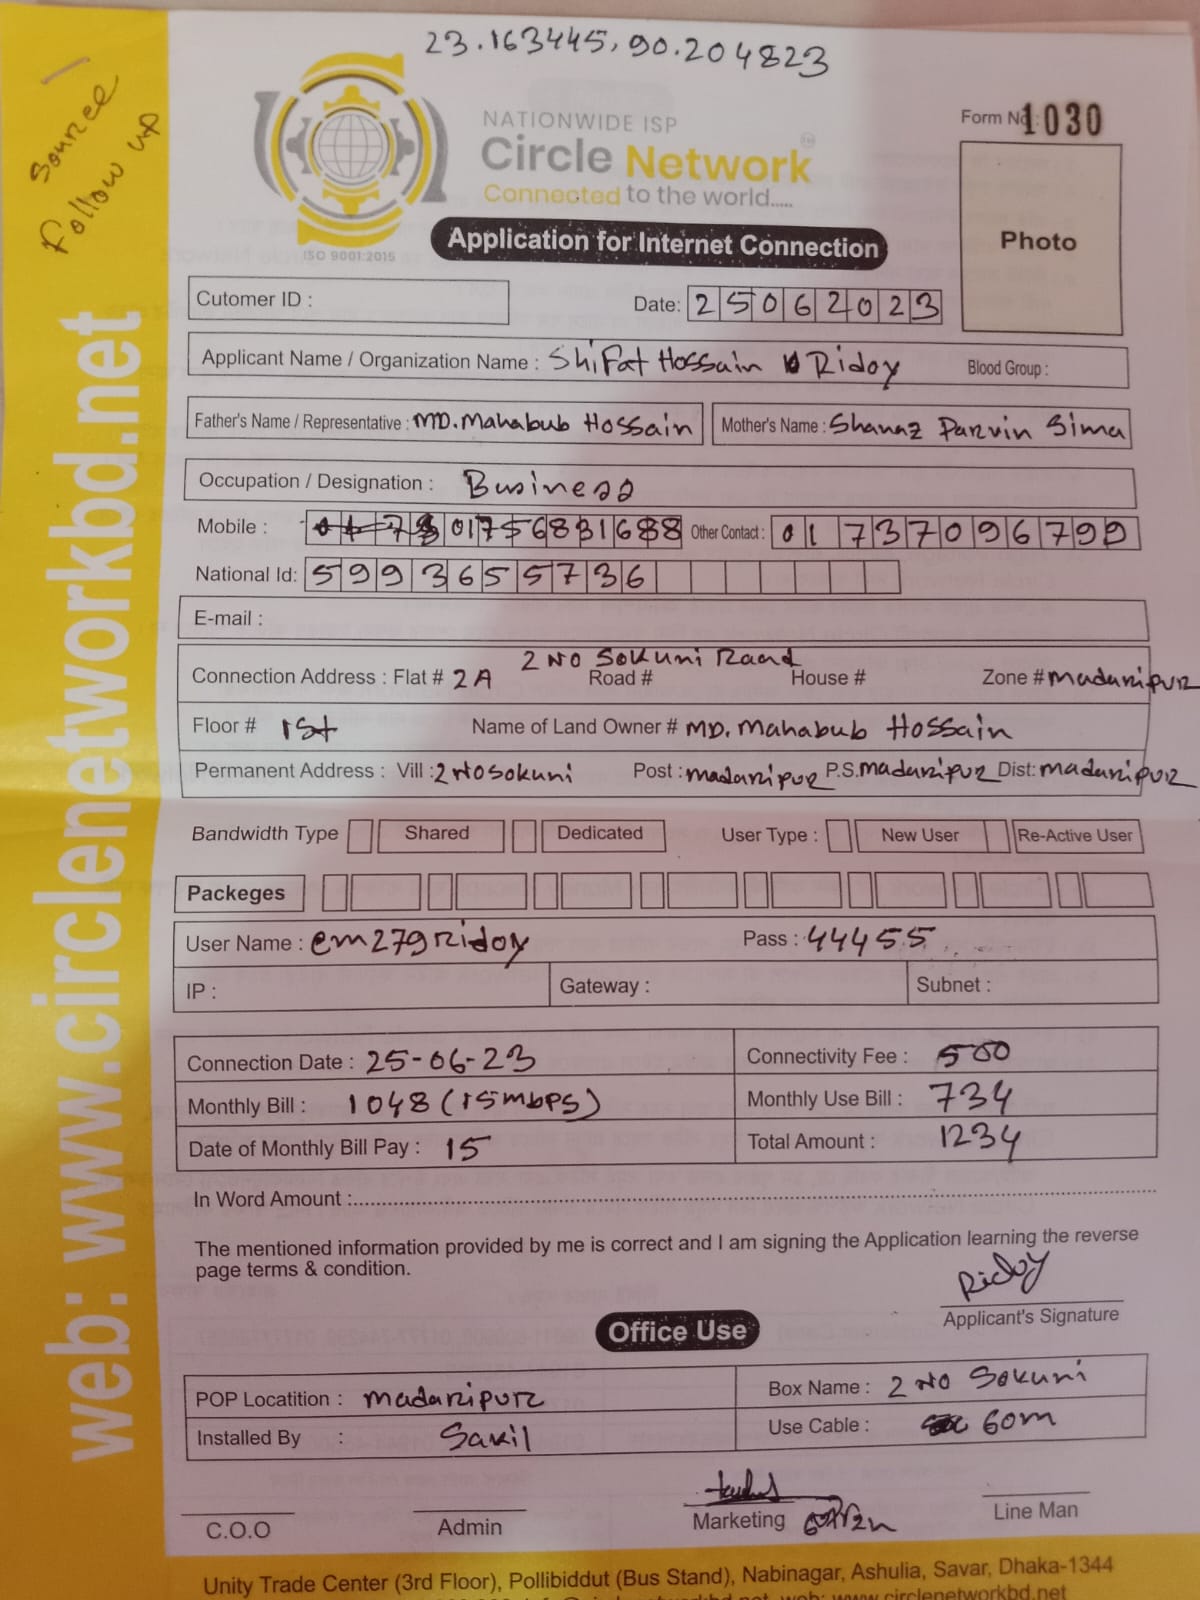 23.163445, 90.204823
Source
Follow up
NATIONWIDE ISP
Circle Network
Connected to the world.....
ISO 9001:2015
Form No : 1030
Photo
Application for Internet Connection
Cutomer ID :
Date: 25062023
Applicant Name / Organization Name : Shifat Hossain Ridoy Blood Group :
Father's Name / Representative : MD. Mahabub Hossain Mother's Name : Shanaz Parvin Sima
Occupation / Designation : Business
Mobile : 01756831688 Other Contact : 01737096799
National Id: 5993655736
E-mail :
2 NO Sokuni Raod
Connection Address : Flat # 2A Road # House # Zone # Madaripur
Floor # 1st Name of Land Owner # MD. Mahabub Hossain
Permanent Address : Vill : 2 No Sokuni Post : madaripur P.S. madaripur Dist: madaripur
Bandwidth Type Shared Dedicated User Type : New User Re-Active User
Packeges
User Name : em279ridoy Pass : 44455
IP : Gateway : Subnet :
Connection Date : 25-06-23 Connectivity Fee : 500
Monthly Bill : 1048 (15mbps) Monthly Use Bill : 734
Date of Monthly Bill Pay : 15 Total Amount : 1234
In Word Amount :
The mentioned information provided by me is correct and I am signing the Application learning the reverse
page terms & condition.
Ridoy
Applicant's Signature
Office Use
POP Locatition : Madaripur Box Name : 2 NO Sokuni
Installed By : Sakil Use Cable : 60m
C.O.O Admin Marketing Line Man
Unity Trade Center (3rd Floor), Pollibiddut (Bus Stand), Nabinagar, Ashulia, Savar, Dhaka-1344
web: www.circlenetworkbd.net
web: www.circlenetworkbd.net